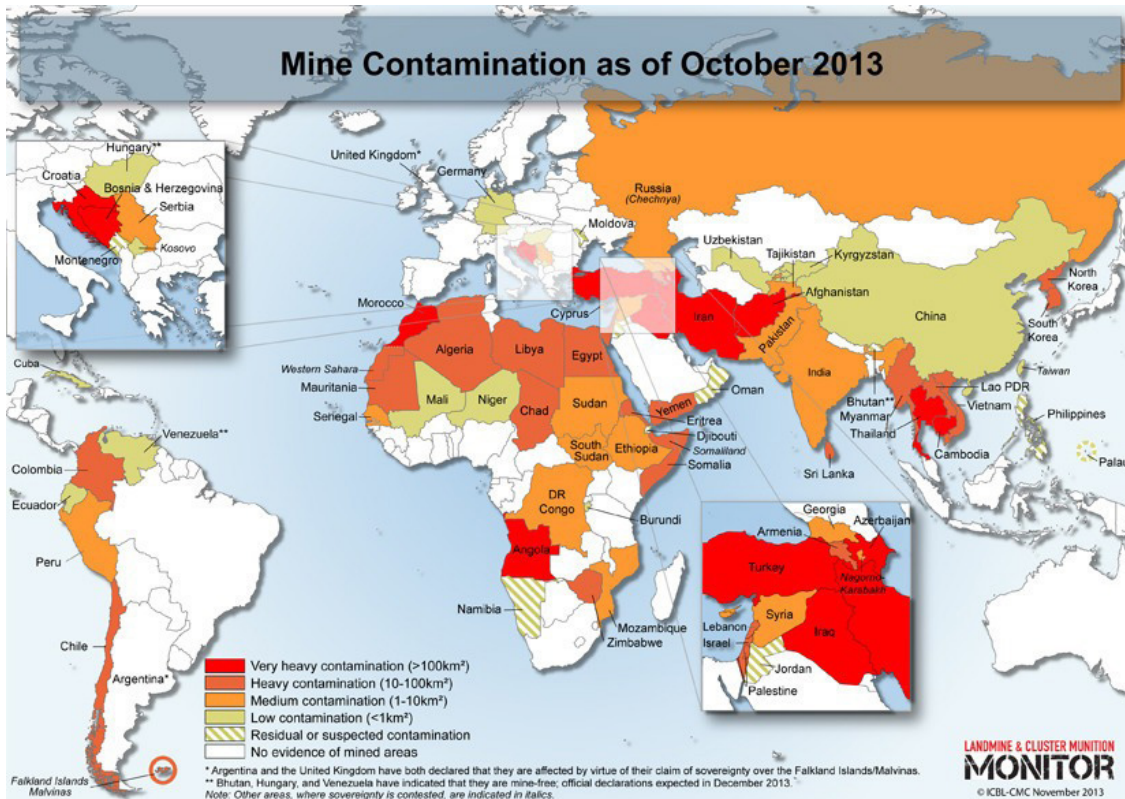 Mine Contamination as of October 2013
Hungary**
Croatia
Bosnia & Herzegovina
Serbia
Kosovo
Montenegro
United Kingdom*
Germany
Moldova
Russia
(Chechnya)
Uzbekistan
Tajikistan
Kyrgyzstan
Afghanistan
North
Korea
South
Korea
China
Iran
Pakistan
India
Cyprus
Morocco
Algeria
Libya
Egypt
Western Sahara
Mauritania
Mali
Niger
Chad
Sudan
Senegal
South
Sudan
Ethiopia
Yemen
Oman
Eritrea
Djibouti
Somaliland
Somalia
Bhutan**
Myanmar
Thailand
Lao PDR
Vietnam
Cambodia
Taiwan
Philippines
Palau
Sri Lanka
Cuba
Venezuela**
Colombia
Ecuador
Peru
Chile
Argentina*
Falkland Islands
Malvinas
DR
Congo
Burundi
Angola
Namibia
Mozambique
Zimbabwe
Georgia
Armenia
Azerbaijan
Turkey
Nagorno-
Karabakh
Syria
Iraq
Lebanon
Israel
Jordan
Palestine
Very heavy contamination (>100km²)
Heavy contamination (10-100km²)
Medium contamination (1-10km²)
Low contamination (<1km²)
Residual or suspected contamination
No evidence of mined areas
* Argentina and the United Kingdom have both declared that they are affected by virtue of their claim of sovereignty over the Falkland Islands/Malvinas.
** Bhutan, Hungary, and Venezuela have indicated that they are mine-free; official declarations expected in December 2013.
Note: Other areas, where sovereignty is contested, are indicated in italics.
LANDMINE & CLUSTER MUNITION
MONITOR
© ICBL-CMC November 2013